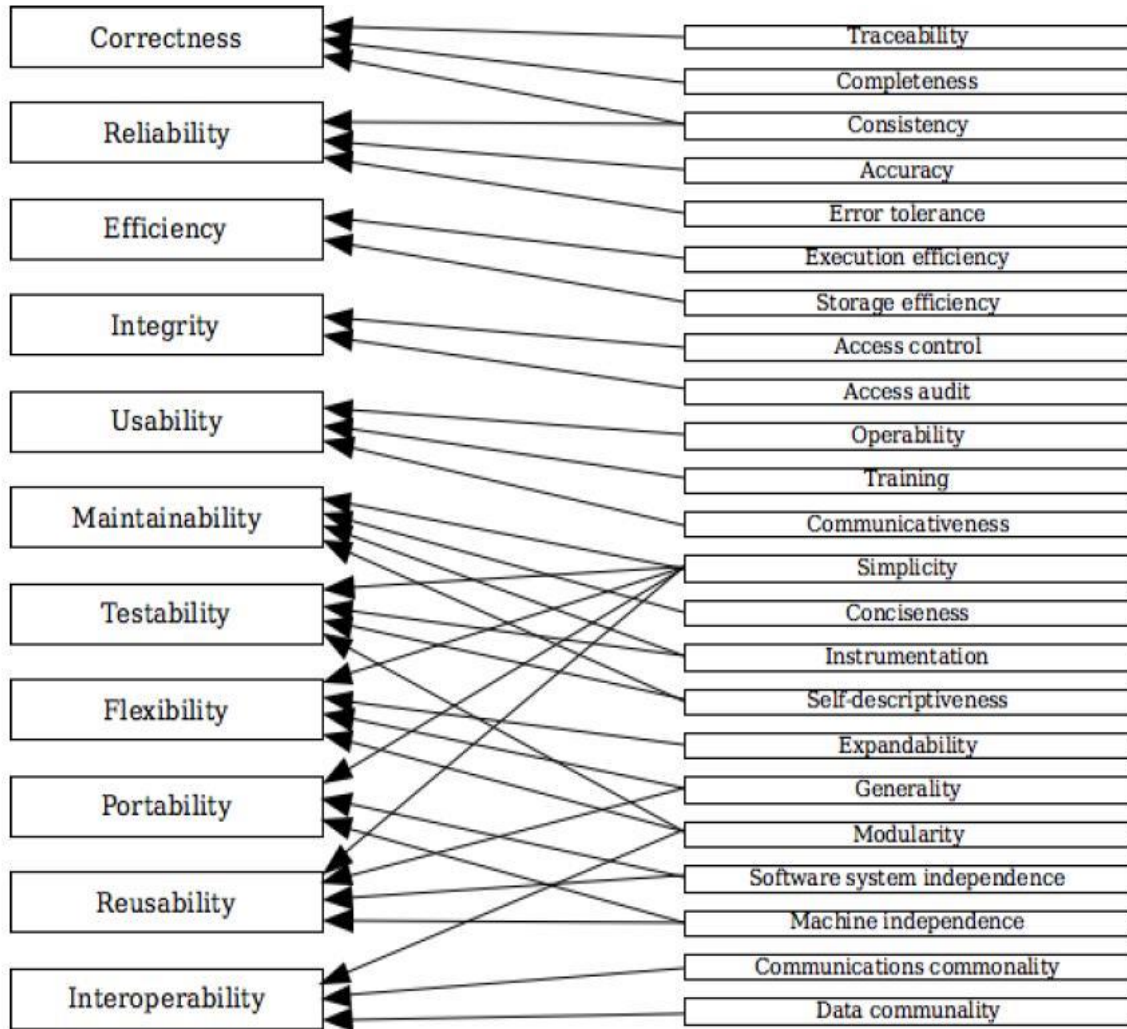 Correctness
Reliability
Efficiency
Integrity
Usability
Maintainability
Testability
Flexibility
Portability
Reusability
Interoperability
Traceability
Completeness
Consistency
Accuracy
Error tolerance
Execution efficiency
Storage efficiency
Access control
Access audit
Operability
Training
Communicativeness
Simplicity
Conciseness
Instrumentation
Self-descriptiveness
Expandability
Generality
Modularity
Software system independence
Machine independence
Communications commonality
Data communality